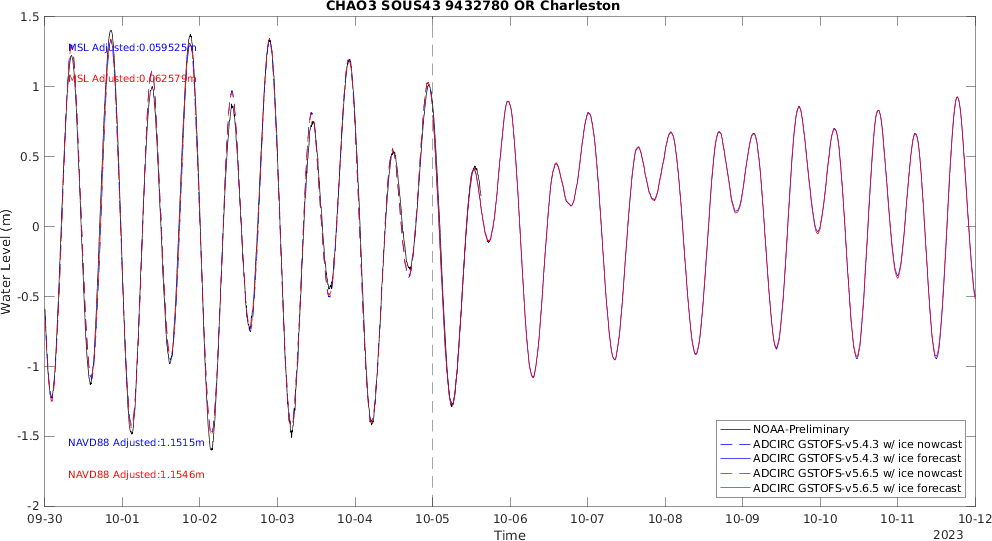 CHAO3 SOUS43 9432780 OR Charleston
1.5
1
0.5
0
-0.5
-1
-1.5
-2
Water Level (m)
MSL Adjusted:0.059525m
MSL Adjusted:0.062579m
NAVD88 Adjusted:1.1515m
NAVD88 Adjusted:1.1546m
NOAA-Preliminary
ADCIRC GSTOFS-v5.4.3 w/ ice nowcast
ADCIRC GSTOFS-v5.4.3 w/ ice forecast
ADCIRC GSTOFS-v5.6.5 w/ ice nowcast
ADCIRC GSTOFS-v5.6.5 w/ ice forecast
09-30 10-01 10-02 10-03 10-04 10-05 10-06 10-07 10-08 10-09 10-10 10-11 10-12
Time
2023